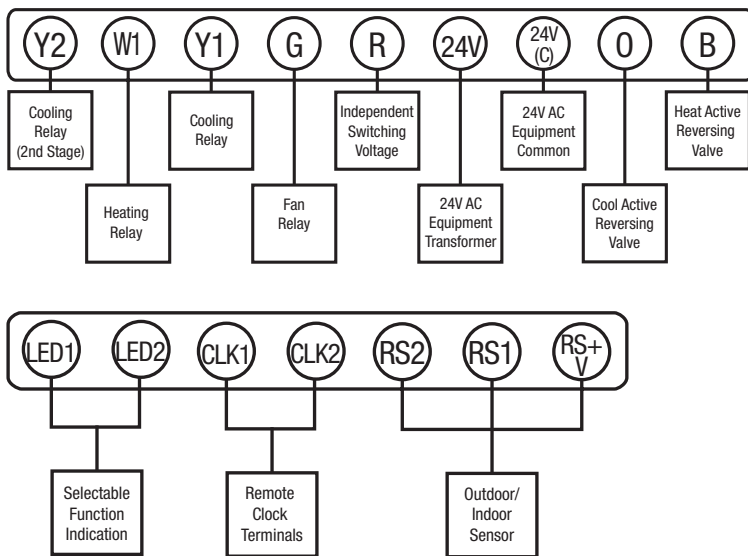 Y2 W1 Y1 G R 24V 24V (C) O B
Cooling Relay (2nd Stage)
Cooling Relay
Independent Switching Voltage
24V AC Equipment Common
Heat Active Reversing Valve
Heating Relay
Fan Relay
24V AC Equipment Transformer
Cool Active Reversing Valve
LED1 LED2 CLK1 CLK2 RS2 RS1 RS+ V
Selectable Function Indication
Remote Clock Terminals
Outdoor/ Indoor Sensor